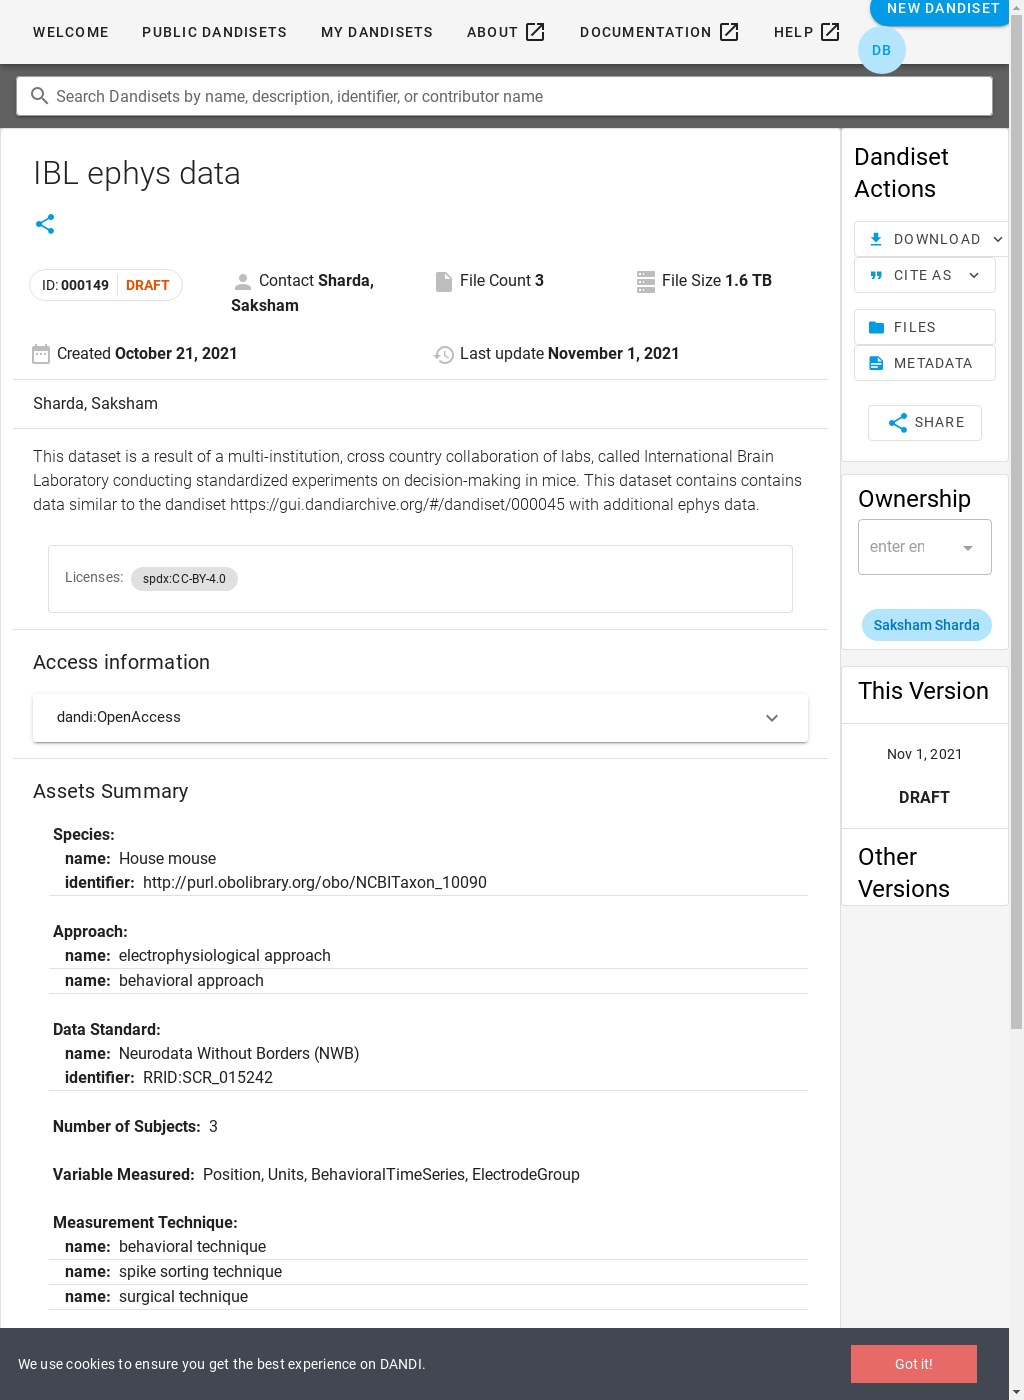 NEW DANDISET
WELCOME PUBLIC DANDISETS MY DANDISETS ABOUT DOCUMENTATION HELP
DB
Search Dandisets by name, description, identifier, or contributor name
IBL ephys data
ID: 000149 DRAFT
Contact Sharda, Saksham
File Count 3
File Size 1.6 TB
Created October 21, 2021
Last update November 1, 2021
Sharda, Saksham
This dataset is a result of a multi-institution, cross country collaboration of labs, called International Brain
Laboratory conducting standardized experiments on decision-making in mice. This dataset contains contains
data similar to the dandiset https://gui.dandiarchive.org/#/dandiset/000045 with additional ephys data.
Licenses: spdx:CC-BY-4.0
Access information
dandi:OpenAccess
Assets Summary
Species:
name: House mouse
identifier: http://purl.obolibrary.org/obo/NCBITaxon_10090
Approach:
name: electrophysiological approach
name: behavioral approach
Data Standard:
name: Neurodata Without Borders (NWB)
identifier: RRID:SCR_015242
Number of Subjects: 3
Variable Measured: Position, Units, BehavioralTimeSeries, ElectrodeGroup
Measurement Technique:
name: behavioral technique
name: spike sorting technique
name: surgical technique
Dandiset
Actions
DOWNLOAD
CITE AS
FILES
METADATA
SHARE
Ownership
enter
Saksham Sharda
This Version
Nov 1, 2021
DRAFT
Other
Versions
We use cookies to ensure you get the best experience on DANDI.
Got it!